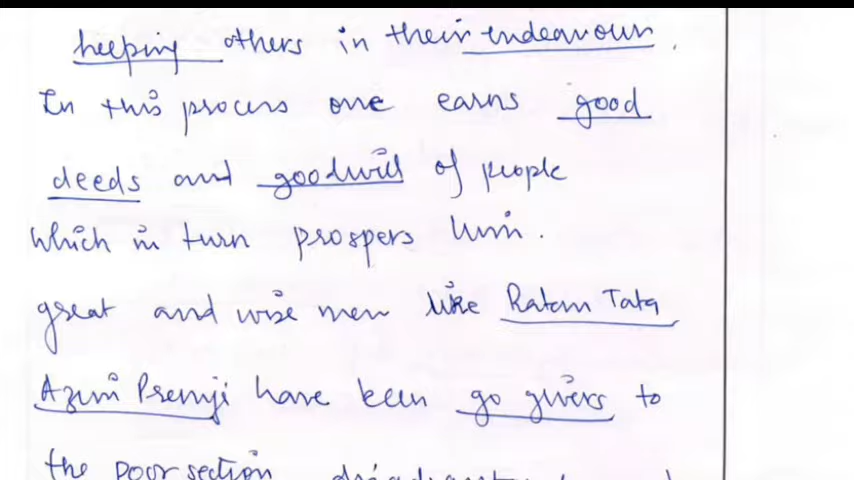 helping others in their endeavour.
In this process one earns good
deeds and goodwill of people
which in turn prospers him.
great and wise men like Ratan Tata
Azim Premji have been go givers to
the poor section